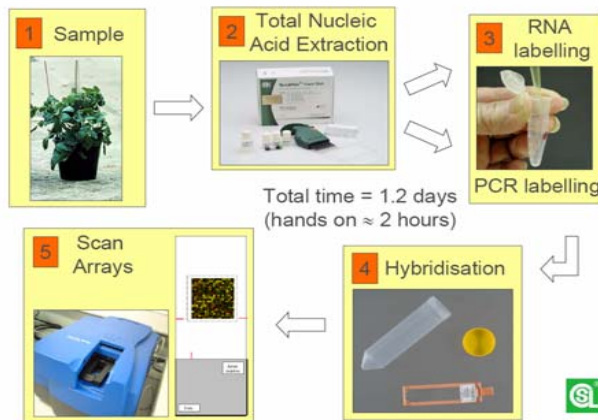 1 Sample
2 Total Nucleic
Acid Extraction
3 RNA
labelling
PCR labelling
Total time = 1.2 days
(hands on ≈ 2 hours)
5 Scan
Arrays
4 Hybridisation
CSL